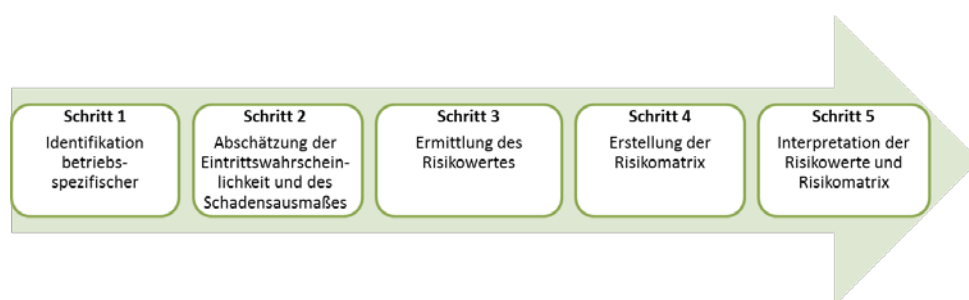 Schritt 1
Identifikation
betriebs-
spezifischer
Schritt 2
Abschätzung der
Eintrittswahrschein-
lichkeit und des
Schadensausmaßes
Schritt 3
Ermittlung des
Risikowertes
Schritt 4
Erstellung der
Risikomatrix
Schritt 5
Interpretation der
Risikowerte und
Risikomatrix